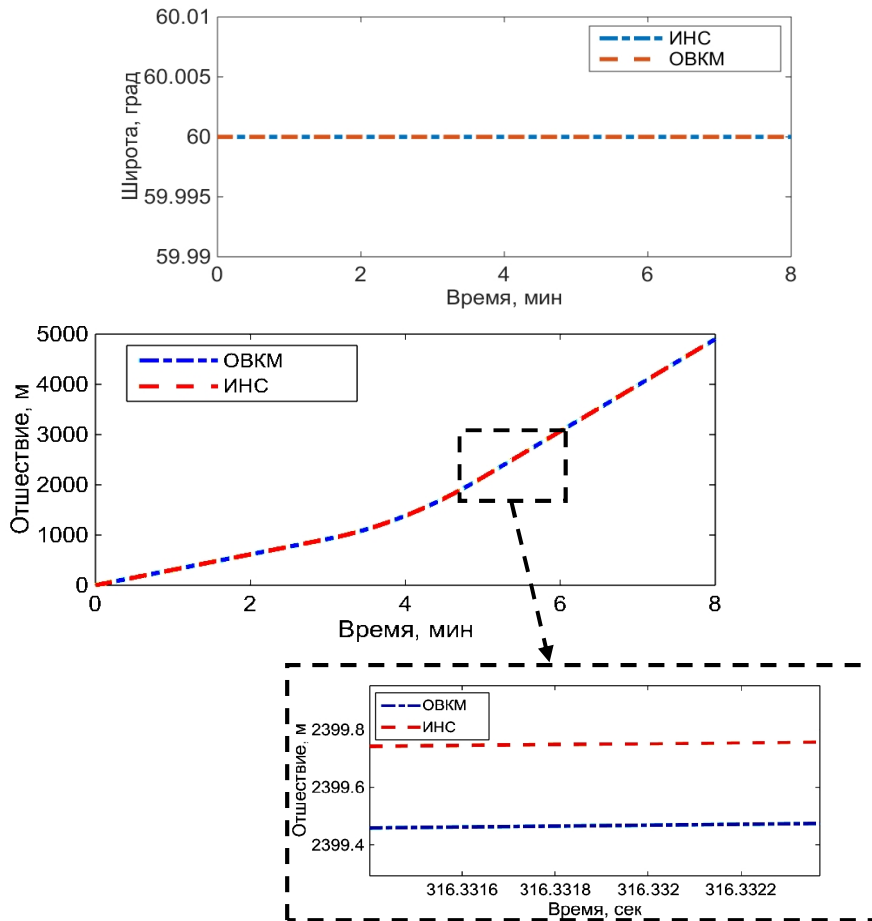 60.01
ИНС
ОВКМ
60.005
60
59.995
59.99
Широта, град
0 2 4 6 8
Время, мин
5000
ОВКМ
ИНС
4000
3000
2000
1000
0
Отшествие, м
0 2 4 6 8
Время, мин
ОВКМ
ИНС
2399.8
2399.6
2399.4
Отшествие, м
316.3316 316.3318 316.332 316.3322
Время, сек